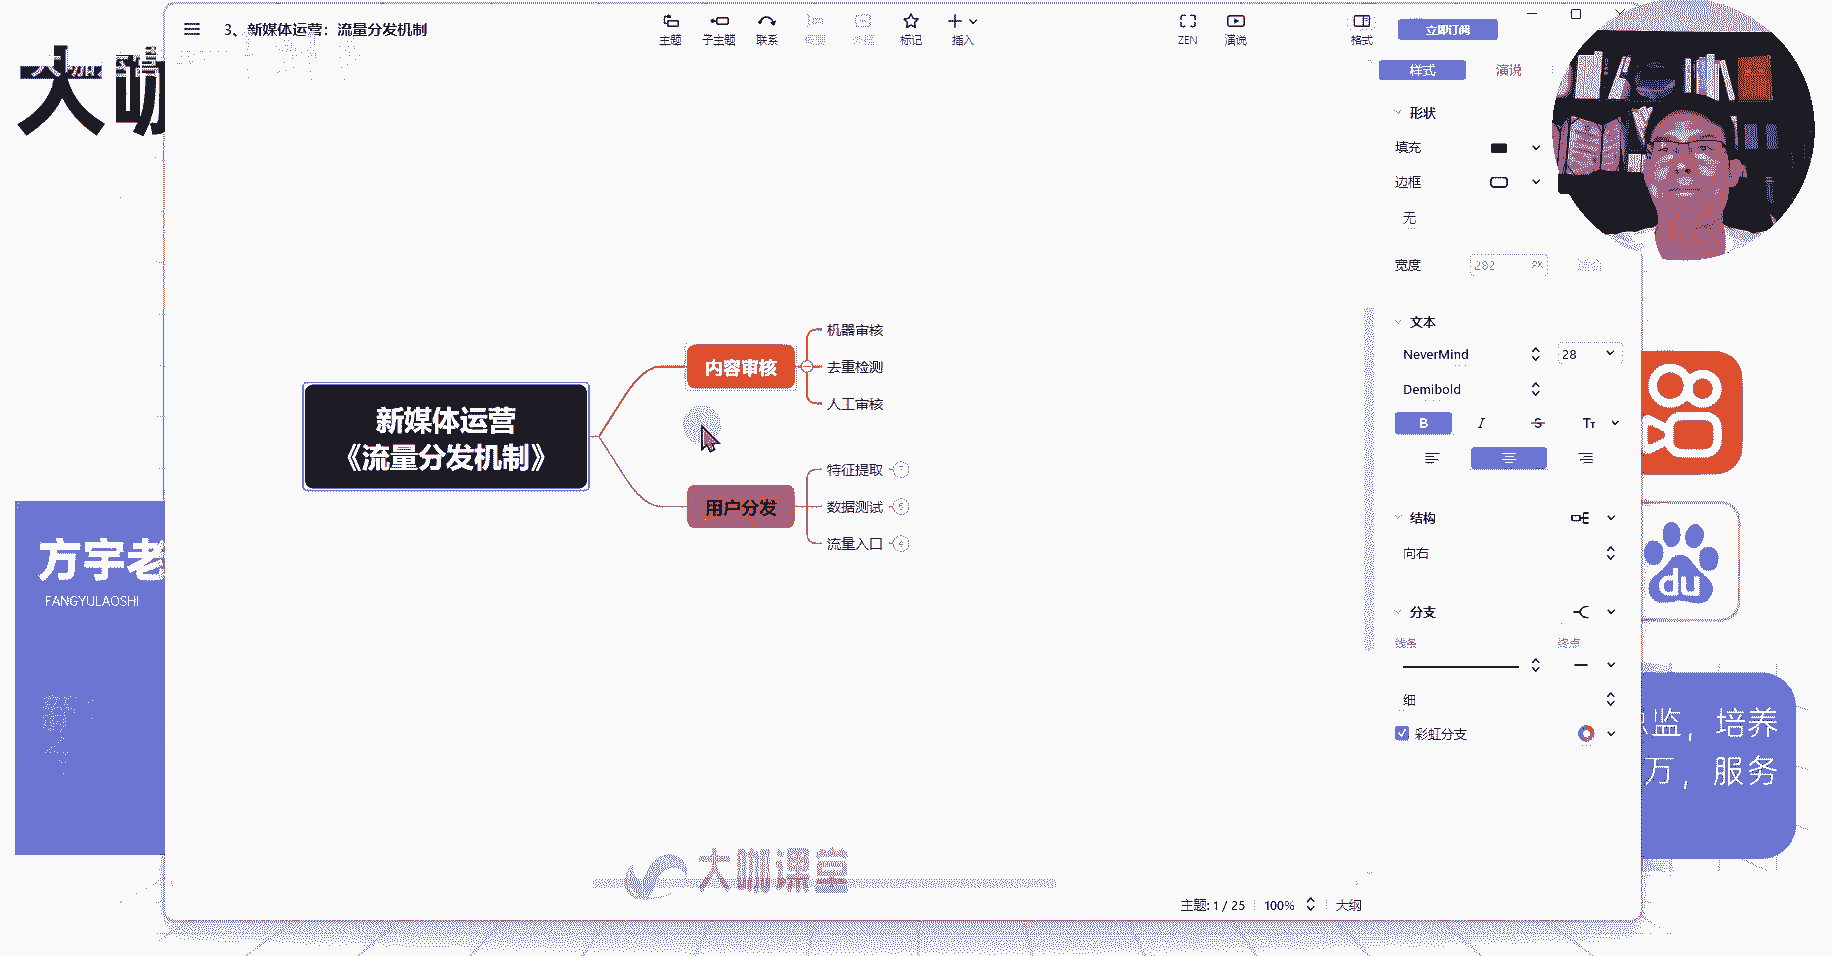 大咖
3、新媒体运营：流量分发机制
主题
子主题
联系
标记
插入
ZEN
演说
格式
立即订阅
样式
演说
形状
填充
边框
无
宽度
282
PX
文本
NeverMind
28
Demibold
B
I
S
TT
结构
向右
分支
线条
终点
细
彩虹分支
新媒体运营
《流量分发机制》
内容审核
机器审核
去重检测
人工审核
用户分发
特征提取
数据测试
流量入口
方宇老
FANGYULAOSHI
du
监，培养
万，服务
大咖课堂
主题: 1 / 25
100%
大纲